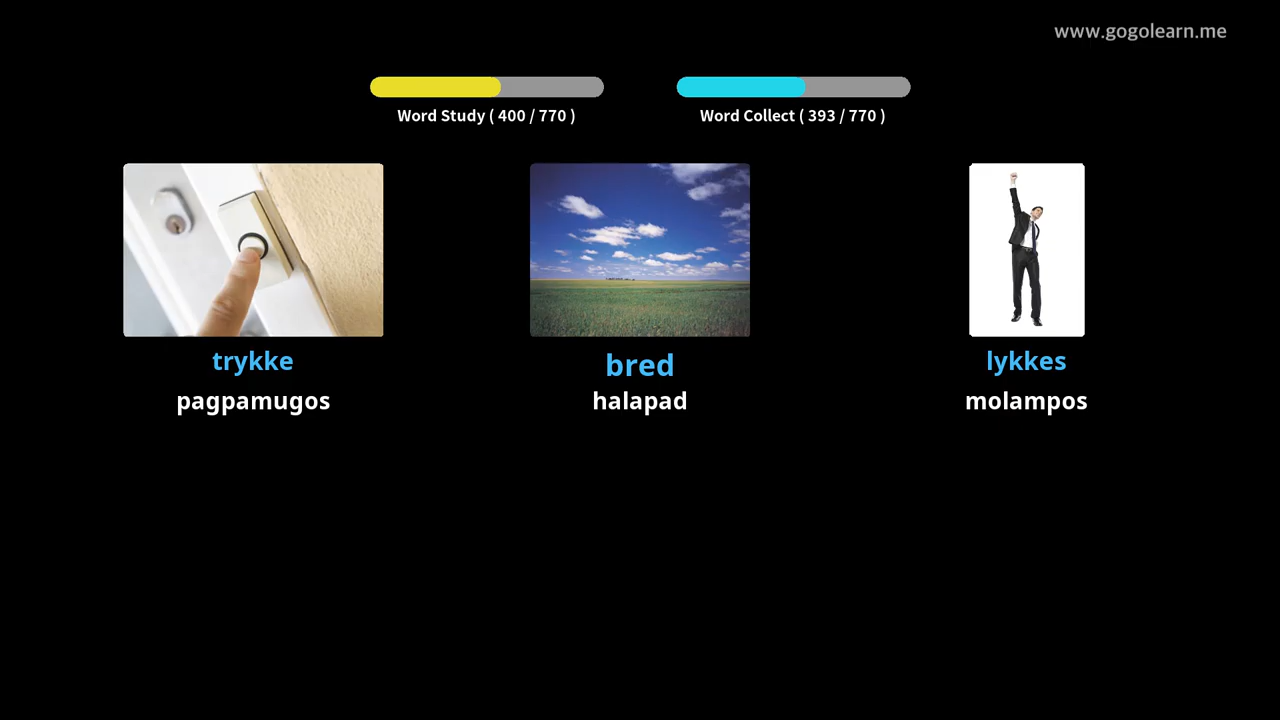 www.gogolearn.me
Word Study ( 400 / 770 )
Word Collect ( 393 / 770 )
trykke
pagpamugos
bred
halapad
lykkes
molampos